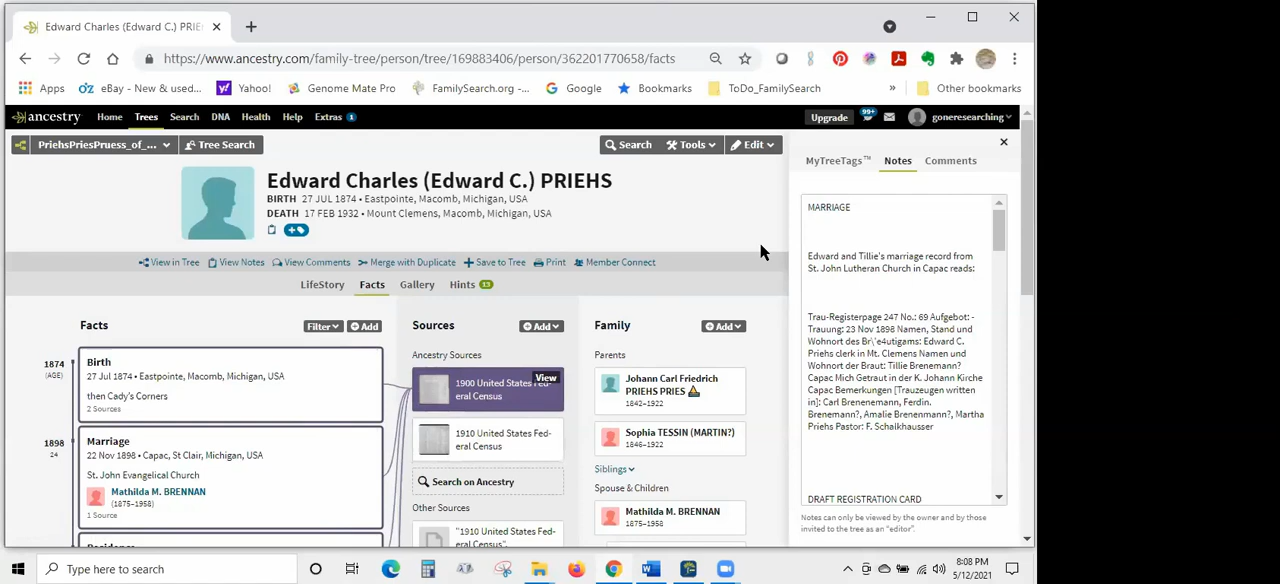 Edward Charles (Edward C.) PRIE
https://www.ancestry.com/family-tree/person/tree/169883406/person/362201770658/facts
Apps eBay - New & used... Yahoo! Genome Mate Pro FamilySearch.org -... Google Bookmarks ToDo_FamilySearch » Other bookmarks
ancestry Home Trees Search DNA Health Help Extras 1 Upgrade 99+ goneresearching
PriehsPriesPruess_of_... Tree Search Search Tools Edit
MyTreeTags™ Notes Comments
Edward Charles (Edward C.) PRIEHS
BIRTH 27 JUL 1874 • Eastpointe, Macomb, Michigan, USA
DEATH 17 FEB 1932 • Mount Clemens, Macomb, Michigan, USA
View in Tree View Notes View Comments Merge with Duplicate Save to Tree Print Member Connect
LifeStory Facts Gallery Hints 13
Facts Filter Add
1874
(AGE)
Birth
27 Jul 1874 • Eastpointe, Macomb, Michigan, USA
then Cady's Corners
2 Sources
1898
24
Marriage
22 Nov 1898 • Capac, St Clair, Michigan, USA
St. John Evangelical Church
Mathilda M. BRENNAN
(1875–1958)
1 Source
Residence
Sources Add
Ancestry Sources
1900 United States Fed-
eral Census
View
1910 United States Fed-
eral Census
Search on Ancestry
Other Sources
"1910 United States Fed-
eral Census",
Family Add
Parents
Johann Carl Friedrich
PRIEHS PRIES
1842–1922
Sophia TESSIN (MARTIN?)
1846–1922
Siblings
Spouse & Children
Mathilda M. BRENNAN
1875–1958
MARRIAGE
Edward and Tillie's marriage record from
St. John Lutheran Church in Capac reads:
Trau-Registerpage 247 No.: 69 Aufgebot: -
Trauung: 23 Nov 1898 Namen, Stand und
Wohnort des Br\'e4utigams: Edward C.
Priehs clerk in Mt. Clemens Namen und
Wohnort der Braut: Tillie Brenemann?
Capac Mich Getraut in der K. Johann Kirche
Capac Bemerkungen [Trauzeugen written
in]: Carl Brenenemann, Ferdin.
Brenemann?, Amalie Brenenmann?, Martha
Priehs Pastor: F. Schaikhausser
DRAFT REGISTRATION CARD
Notes can only be viewed by the owner and by those
invited to the tree as an "editor".
Type here to search
8:08 PM
5/12/2021